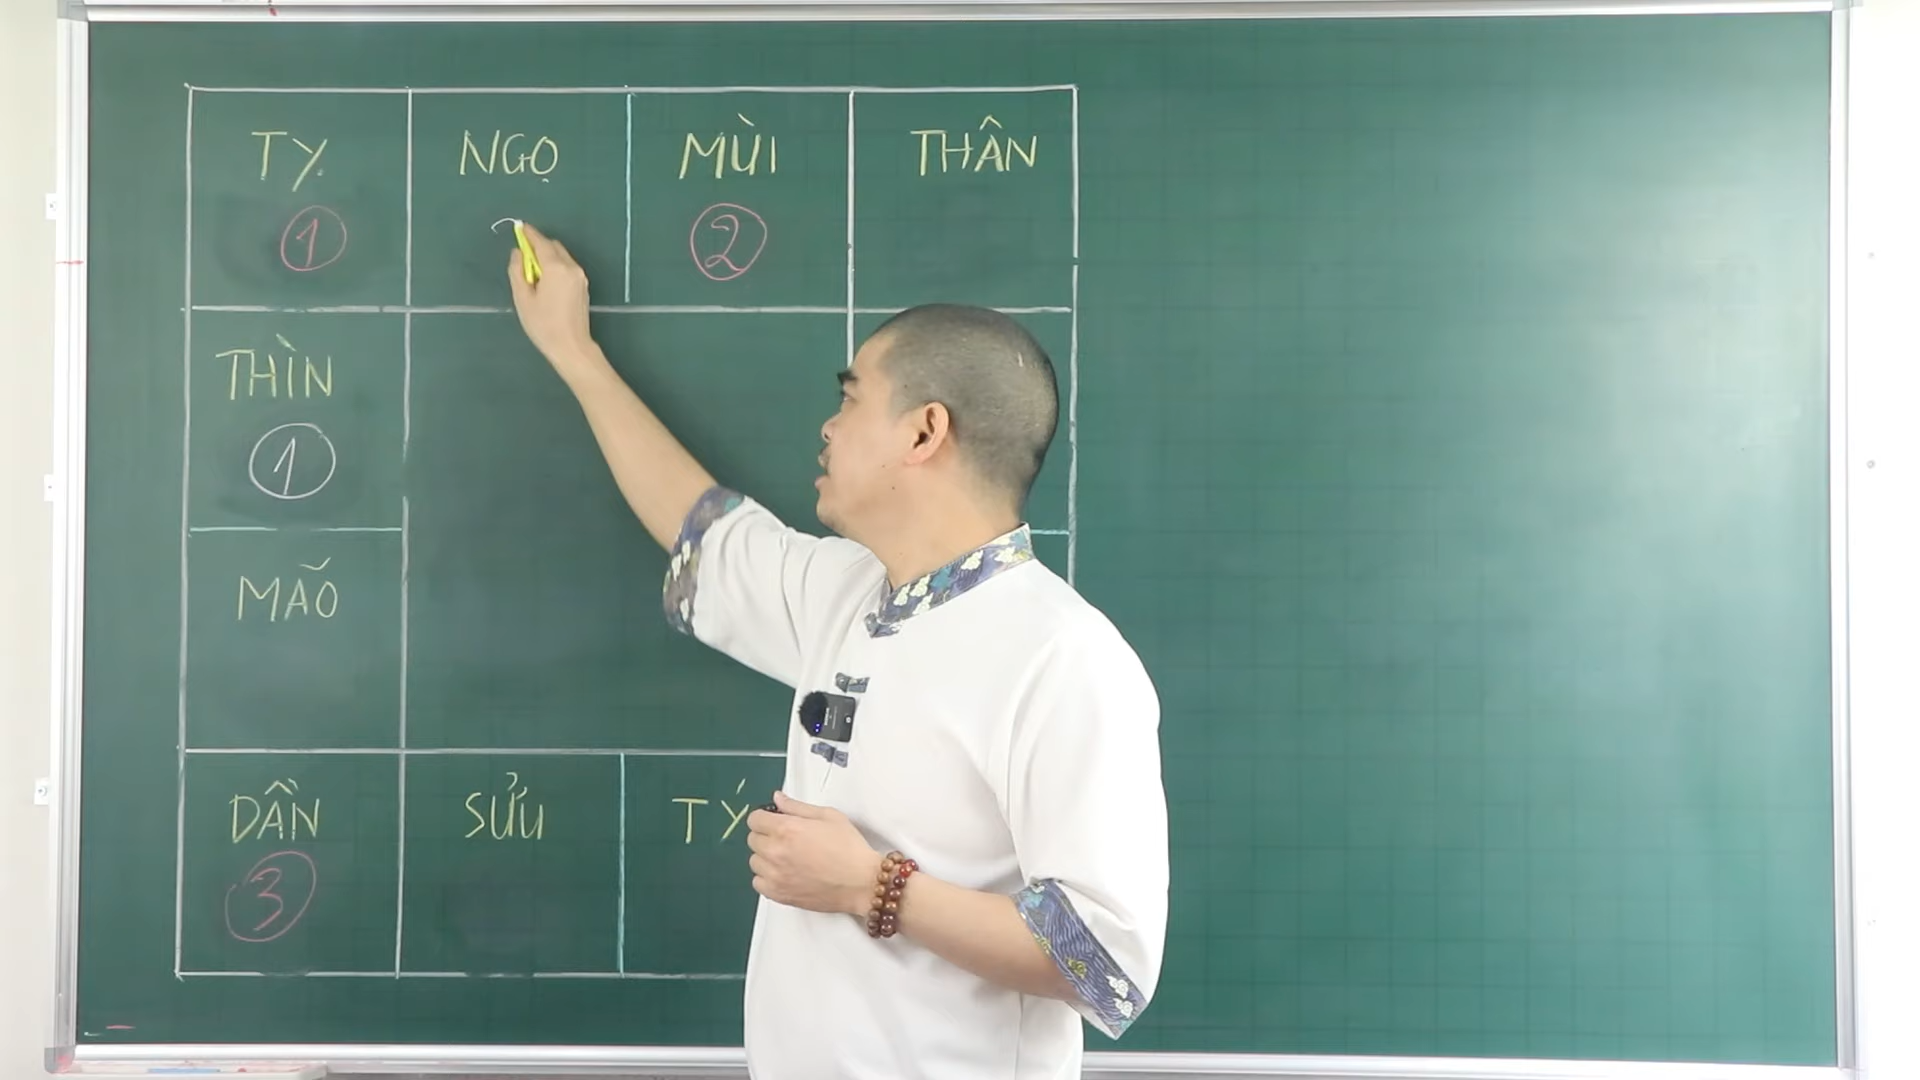 TỴ NGỌ MÙI THÂN
1 2
THÌN
1
MÃO
DẦN SỬU TÝ
3